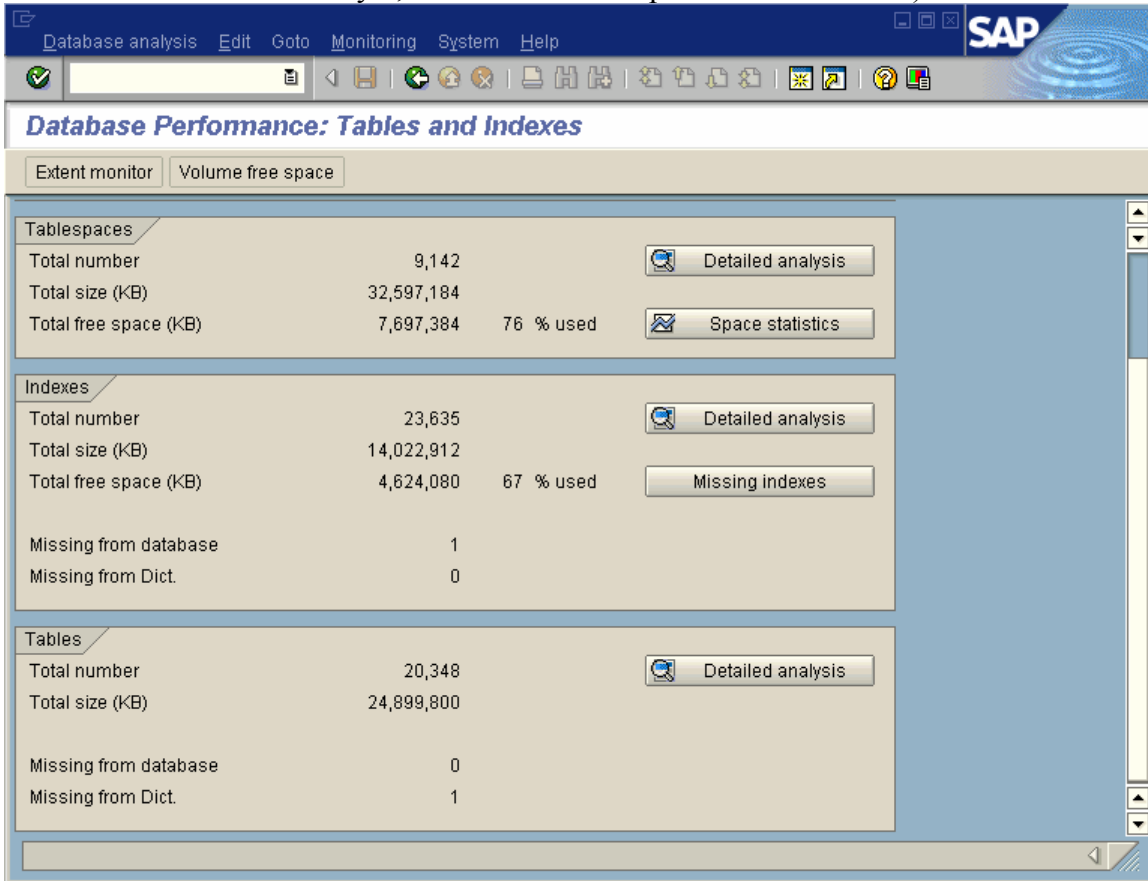 Database analysis Edit Goto Monitoring System Help
SAP
Database Performance: Tables and Indexes
Extent monitor Volume free space
Tablespaces
Total number 9,142 Detailed analysis
Total size (KB) 32,597,184
Total free space (KB) 7,697,384 76 % used Space statistics
Indexes
Total number 23,635 Detailed analysis
Total size (KB) 14,022,912
Total free space (KB) 4,624,080 67 % used Missing indexes
Missing from database 1
Missing from Dict. 0
Tables
Total number 20,348 Detailed analysis
Total size (KB) 24,899,800
Missing from database 0
Missing from Dict. 1